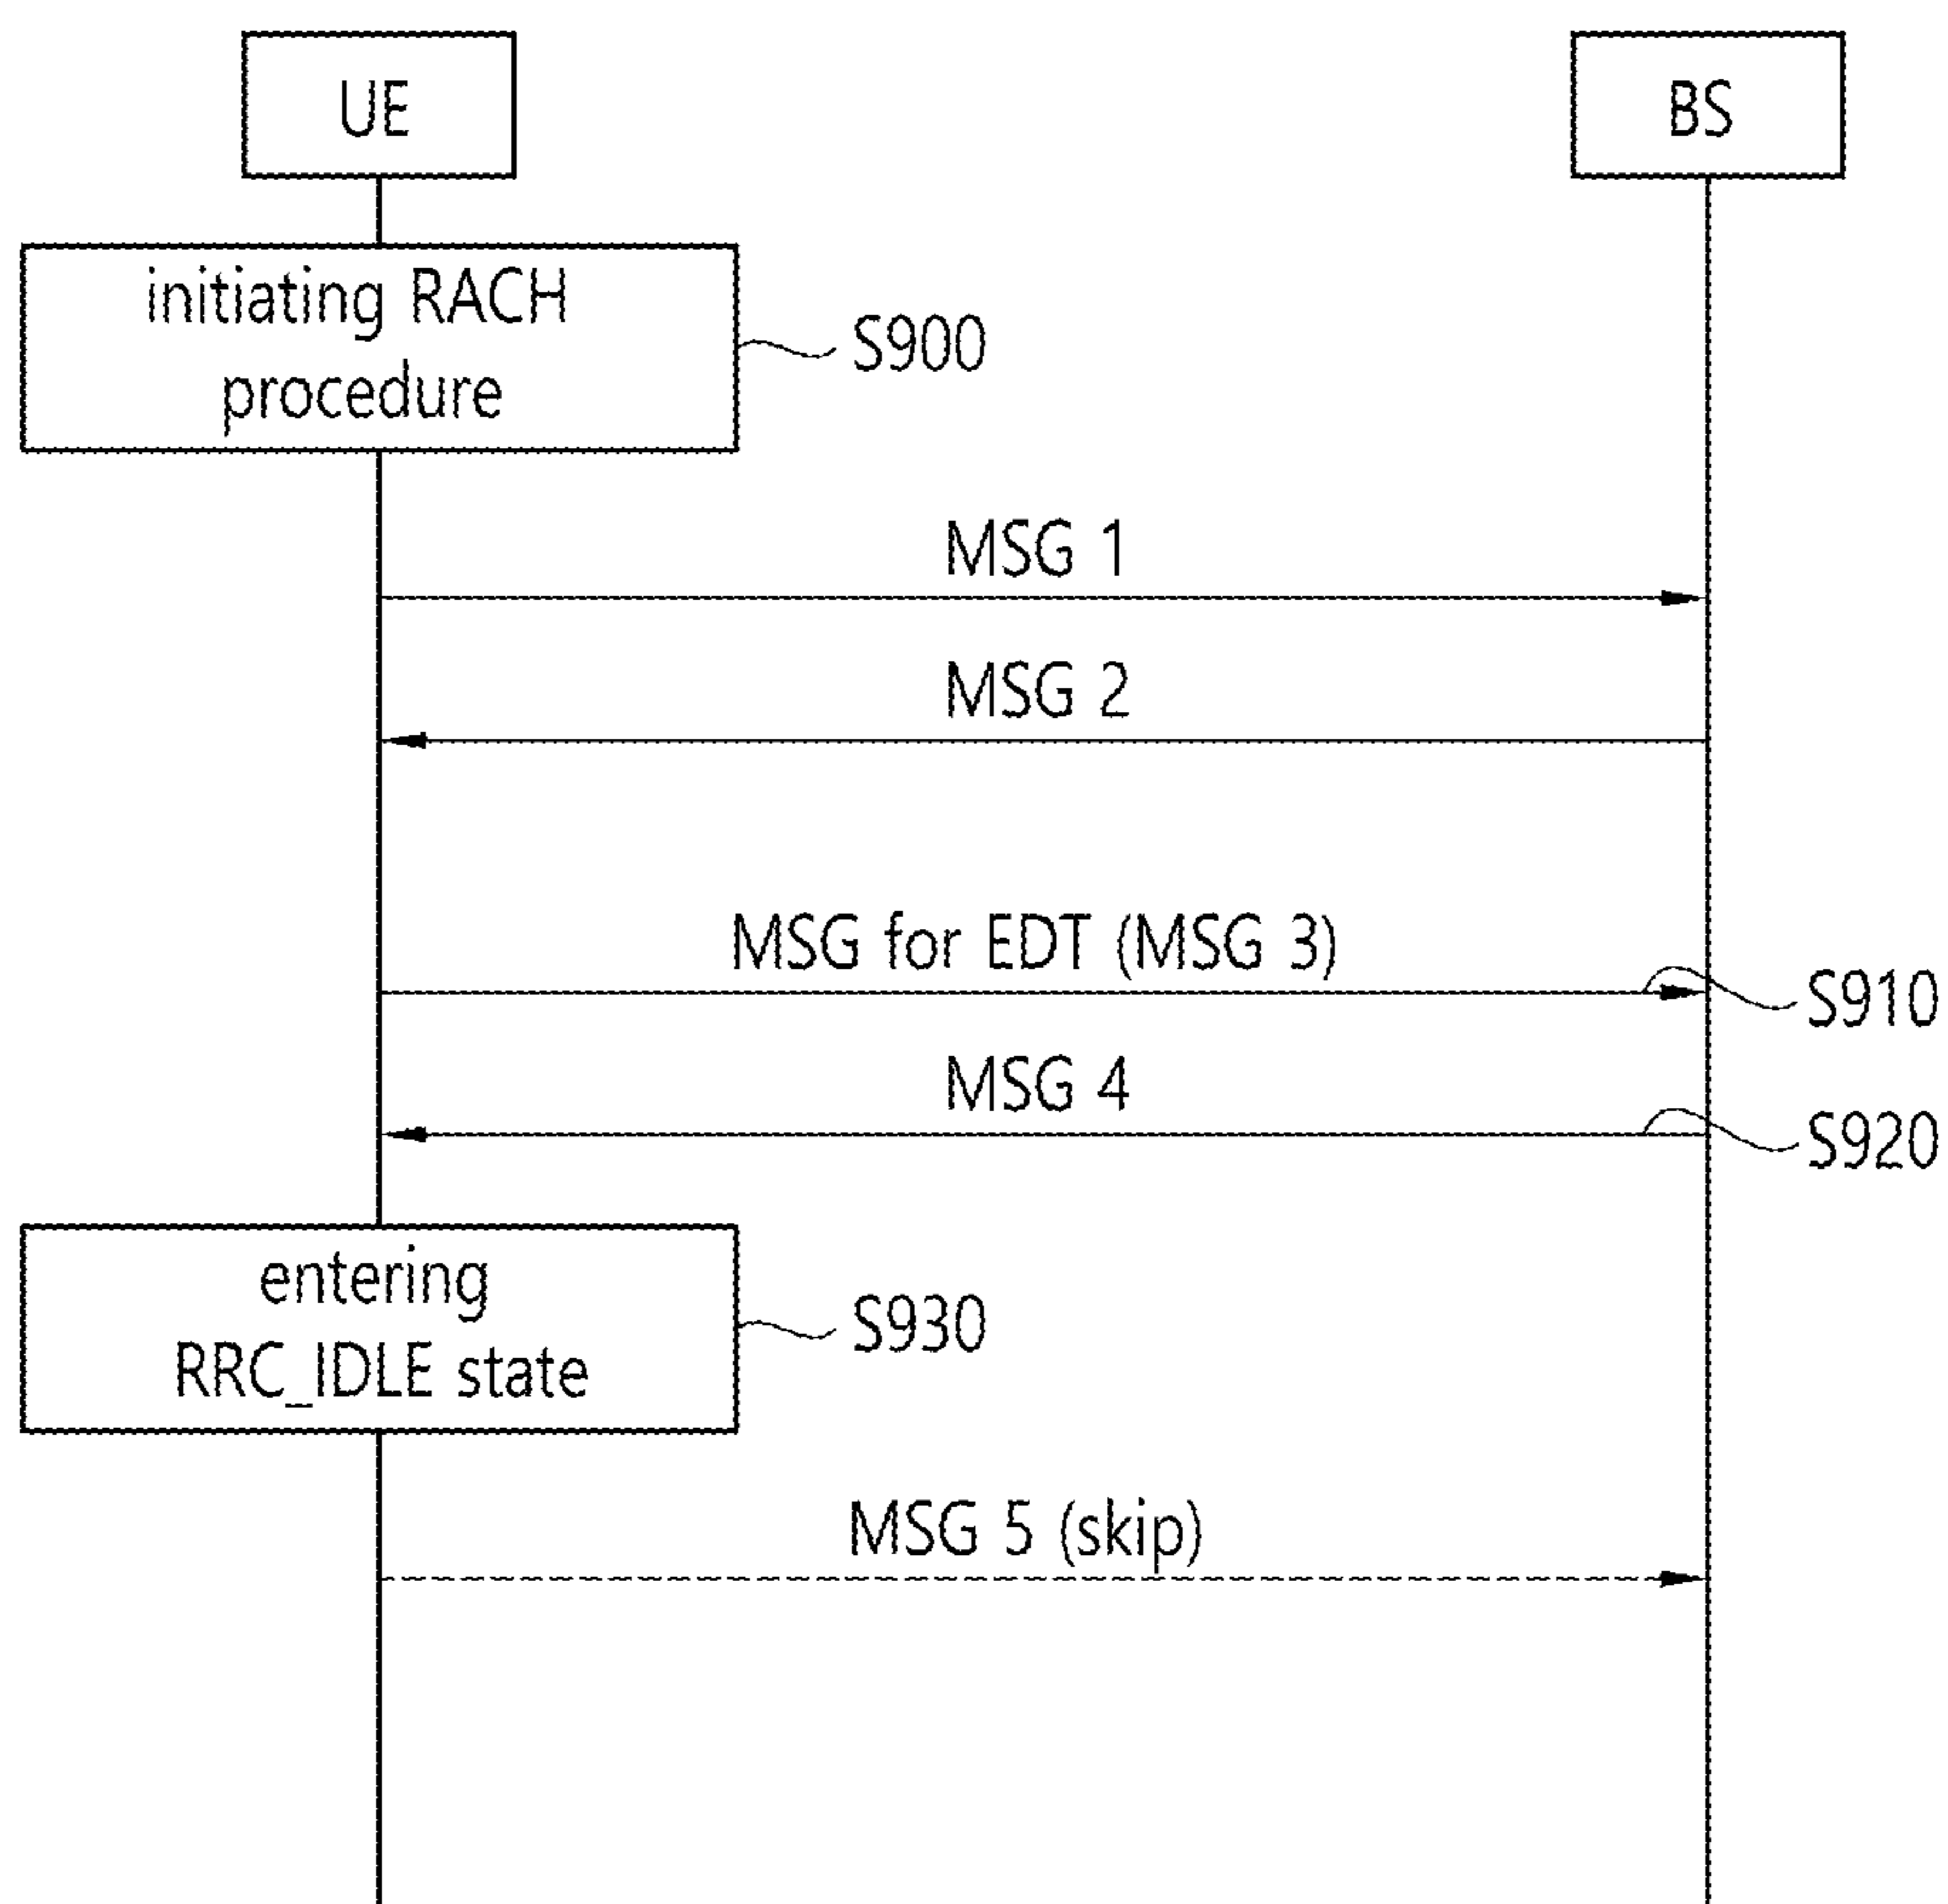 UE
BS
initiating RACH
procedure
S900
MSG 1
MSG 2
MSG for EDT (MSG 3)
S910
MSG 4
S920
entering
RRC_IDLE state
S930
MSG 5 (skip)